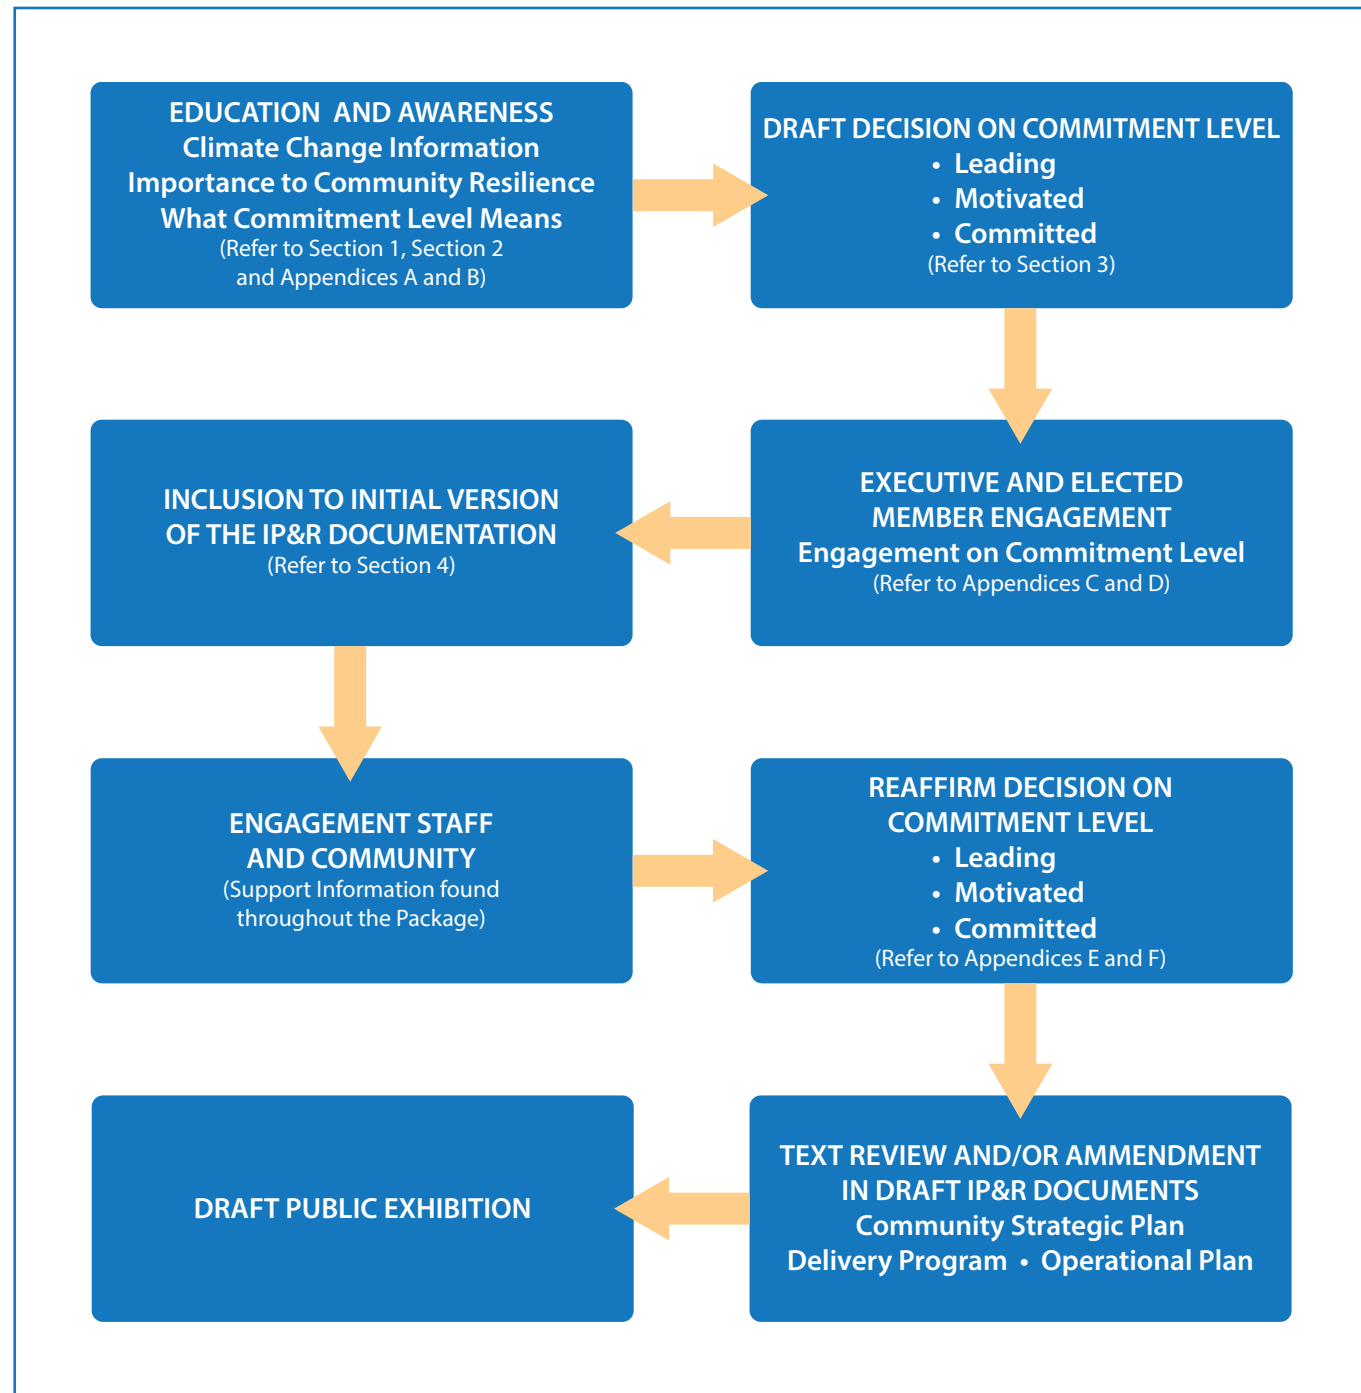 EDUCATION AND AWARENESS
Climate Change Information
Importance to Community Resilience
What Commitment Level Means
(Refer to Section 1, Section 2
and Appendices A and B)
DRAFT DECISION ON COMMITMENT LEVEL
• Leading
• Motivated
• Committed
(Refer to Section 3)
EXECUTIVE AND ELECTED
MEMBER ENGAGEMENT
Engagement on Commitment Level
(Refer to Appendices C and D)
INCLUSION TO INITIAL VERSION
OF THE IP&R DOCUMENTATION
(Refer to Section 4)
ENGAGEMENT STAFF
AND COMMUNITY
(Support Information found
throughout the Package)
REAFFIRM DECISION ON
COMMITMENT LEVEL
• Leading
• Motivated
• Committed
(Refer to Appendices E and F)
TEXT REVIEW AND/OR AMMENDMENT
IN DRAFT IP&R DOCUMENTS
Community Strategic Plan
Delivery Program • Operational Plan
DRAFT PUBLIC EXHIBITION